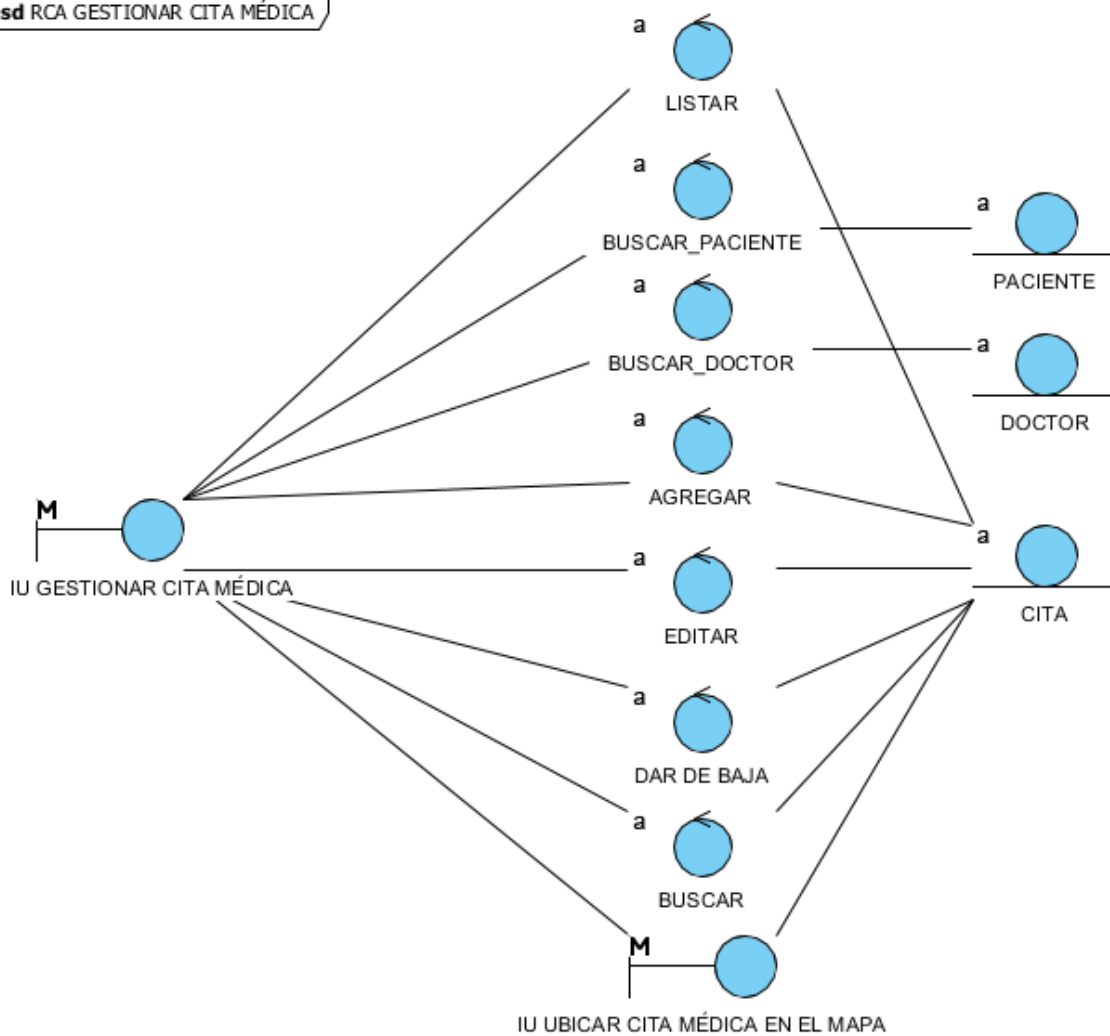 sd RCA GESTIONAR CITA MÉDICA
a
LISTAR
a
BUSCAR_PACIENTE
a
PACIENTE
a
BUSCAR_DOCTOR
a
DOCTOR
a
AGREGAR
M
IU GESTIONAR CITA MÉDICA
a
EDITAR
a
CITA
a
DAR DE BAJA
a
BUSCAR
M
IU UBICAR CITA MÉDICA EN EL MAPA